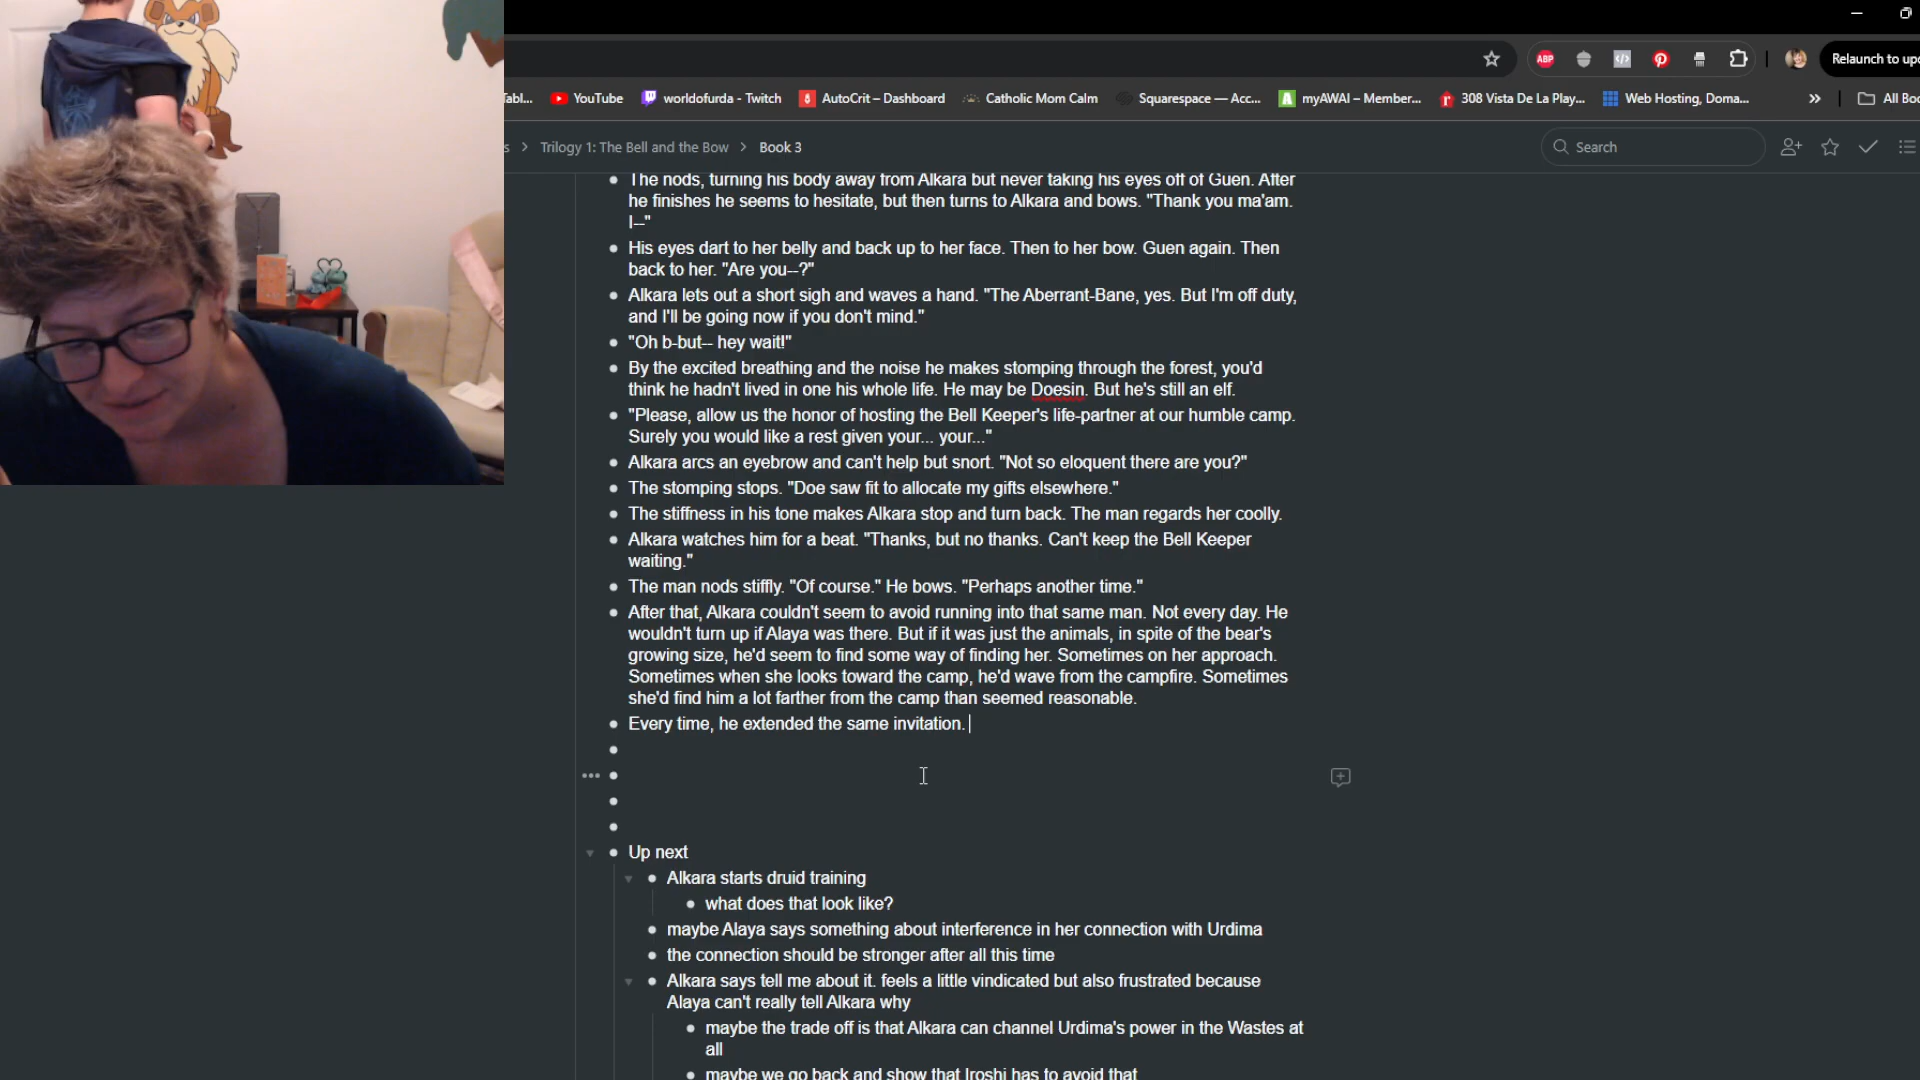 Relaunch to upd
Tabl...
YouTube
worldofurda - Twitch
AutoCrit – Dashboard
Catholic Mom Calm
Squarespace — Acc...
myAWAI – Member...
308 Vista De La Play...
Web Hosting, Doma...
»
All Boo
s > Trilogy 1: The Bell and the Bow > Book 3
Search
ABP
The nods, turning his body away from Alkara but never taking his eyes off of Guen. After
he finishes he seems to hesitate, but then turns to Alkara and bows. "Thank you ma'am.
I--"
His eyes dart to her belly and back up to her face. Then to her bow. Guen again. Then
back to her. "Are you--?"
Alkara lets out a short sigh and waves a hand. "The Aberrant-Bane, yes. But I'm off duty,
and I'll be going now if you don't mind."
"Oh b-but-- hey wait!"
By the excited breathing and the noise he makes stomping through the forest, you'd
think he hadn't lived in one his whole life. He may be Doesin. But he's still an elf.
"Please, allow us the honor of hosting the Bell Keeper's life-partner at our humble camp.
Surely you would like a rest given your... your..."
Alkara arcs an eyebrow and can't help but snort. "Not so eloquent there are you?"
The stomping stops. "Doe saw fit to allocate my gifts elsewhere."
The stiffness in his tone makes Alkara stop and turn back. The man regards her coolly.
Alkara watches him for a beat. "Thanks, but no thanks. Can't keep the Bell Keeper
waiting."
The man nods stiffly. "Of course." He bows. "Perhaps another time."
After that, Alkara couldn't seem to avoid running into that same man. Not every day. He
wouldn't turn up if Alaya was there. But if it was just the animals, in spite of the bear's
growing size, he'd seem to find some way of finding her. Sometimes on her approach.
Sometimes when she looks toward the camp, he'd wave from the campfire. Sometimes
she'd find him a lot farther from the camp than seemed reasonable.
Every time, he extended the same invitation.
Up next
Alkara starts druid training
what does that look like?
maybe Alaya says something about interference in her connection with Urdima
the connection should be stronger after all this time
Alkara says tell me about it. feels a little vindicated but also frustrated because
Alaya can't really tell Alkara why
maybe the trade off is that Alkara can channel Urdima's power in the Wastes at
all
maybe we go back and show that Iroshi has to avoid that